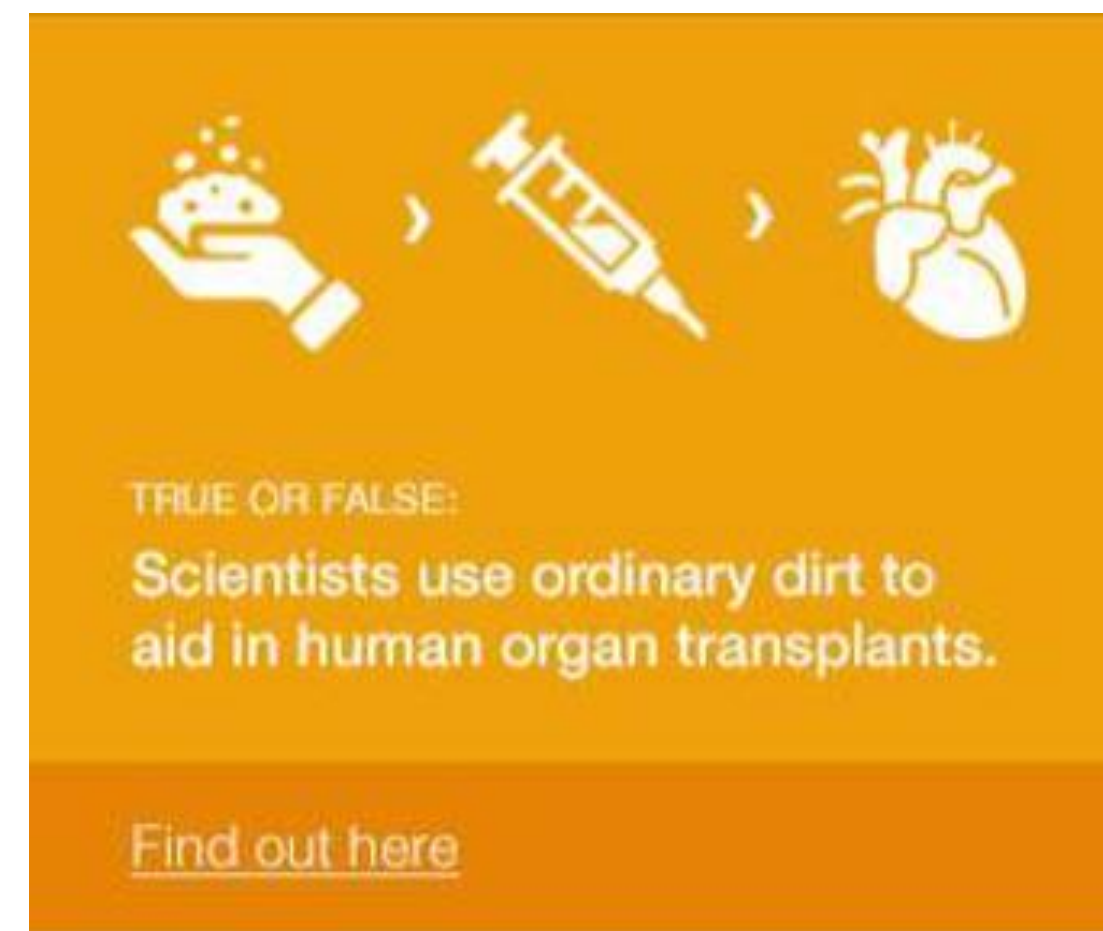 TRUE OR FALSE:
Scientists use ordinary dirt to
aid in human organ transplants.
Find out here